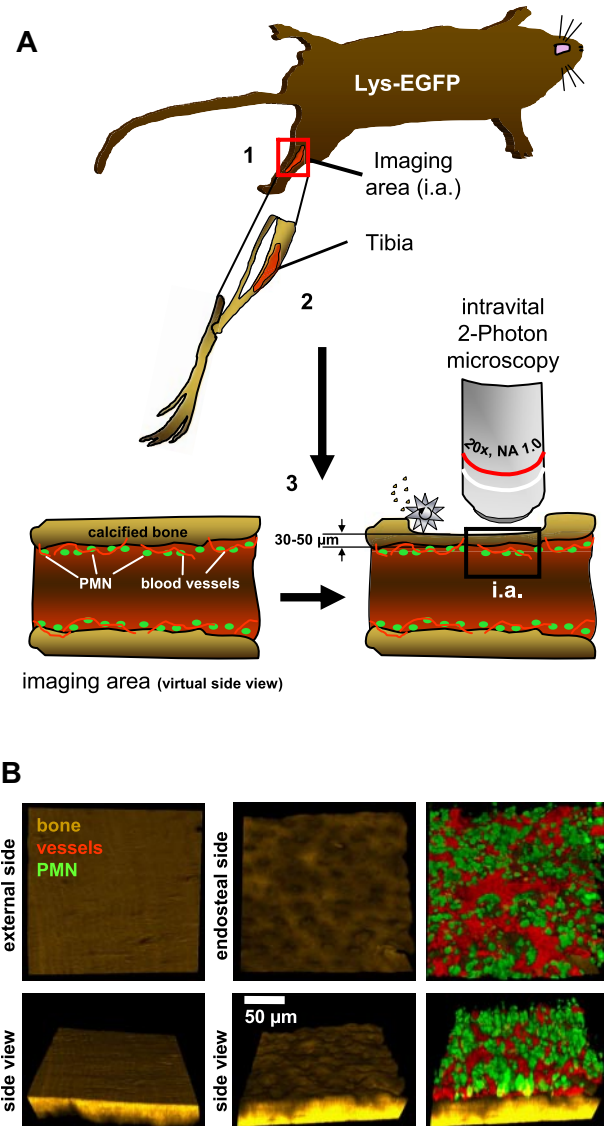 A
Lys-EGFP
1
Imaging
area (i.a.)
Tibia
2
intravital
2-Photon
microscopy
20x, NA 1.0
3
calcified bone
30-50 µm
PMN
blood vessels
i.a.
imaging area (virtual side view)
B
external side
bone
vessels
PMN
endosteal side
side view
side view
50 µm
side view